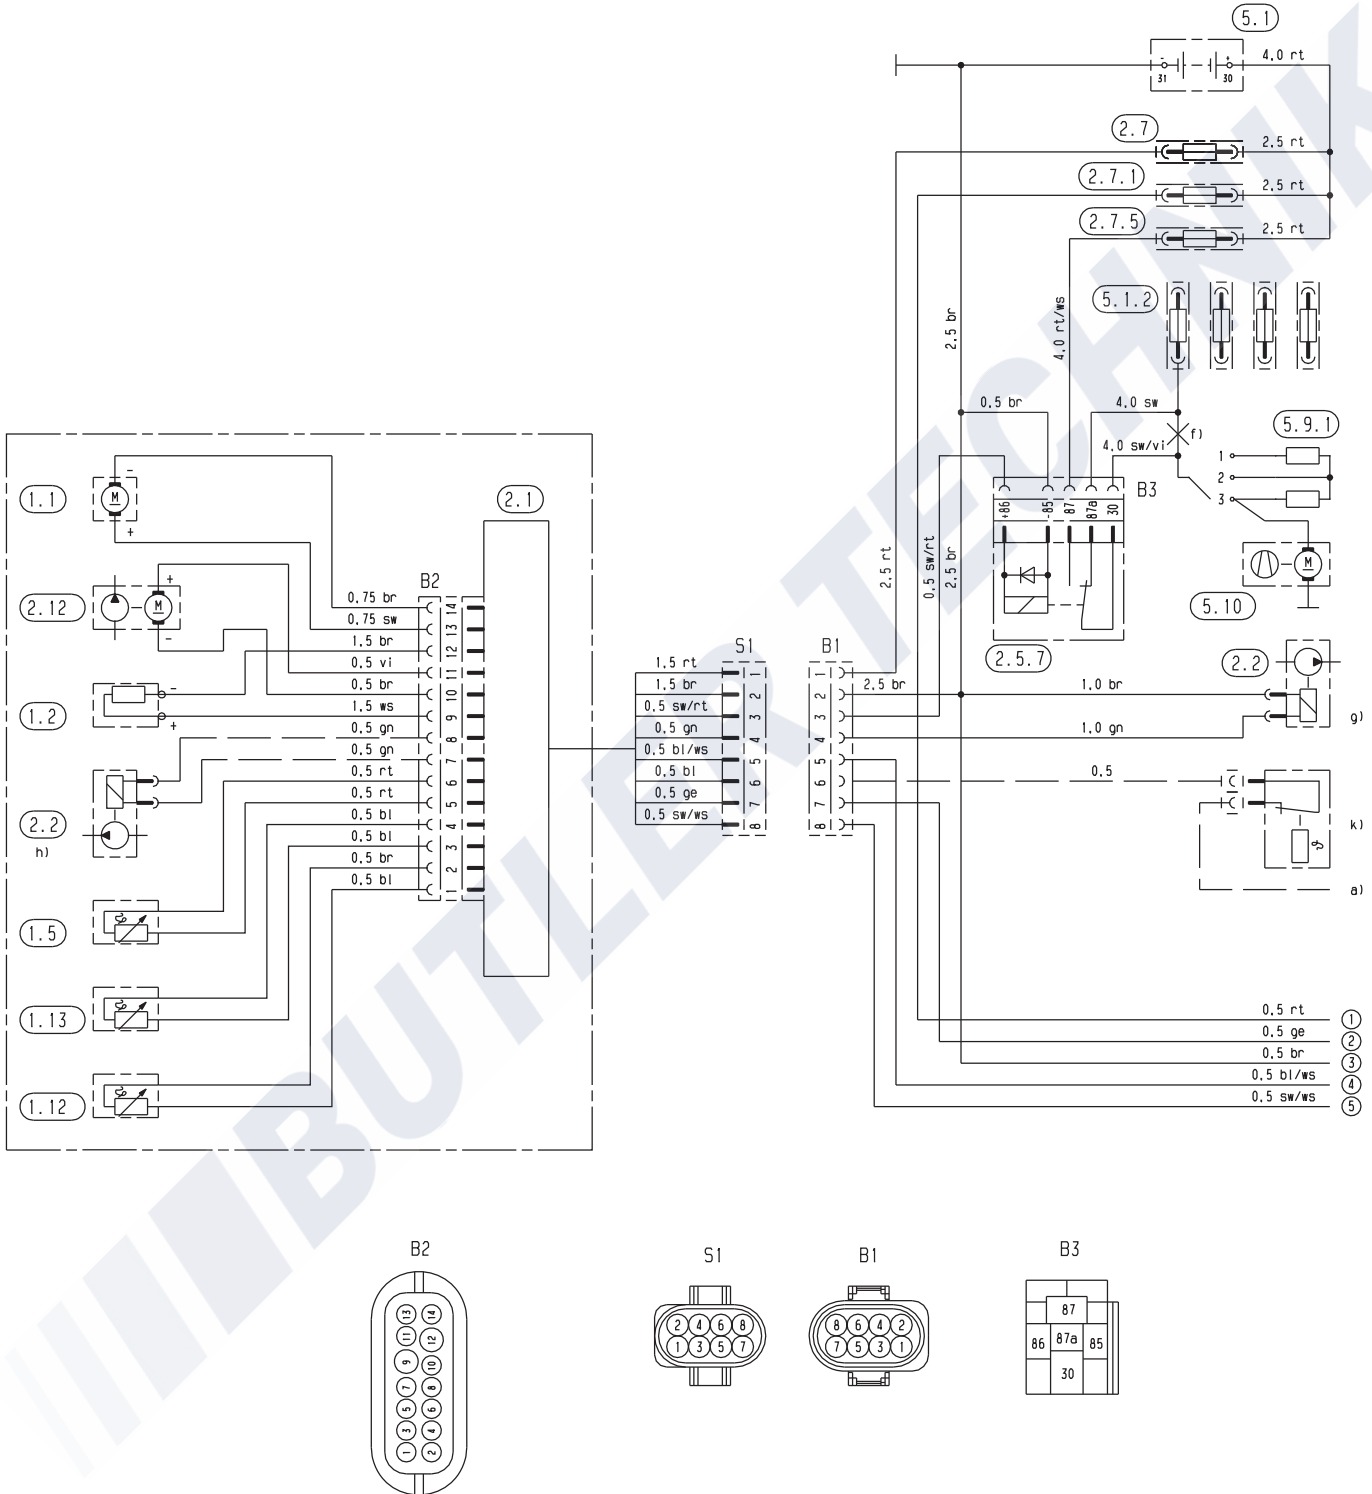 5.1
- +
31 30
4.0 rt
2.7
2.5 rt
2.7.1
2.5 rt
2.7.5
2.5 rt
5.1.2
2.5 br
4.0 rt/ws
0.5 br
4.0 sw
f)
4.0 sw/vi
5.9.1
1
2
3
B3
+86
-85
87
87a
30
2.5 rt
0.5 sw/rt
2.5 br
M
5.10
2.5.7
1.1
-
M
+
2.1
2.12
+
M
-
B2
0.75 br
14
0.75 sw
13
1.5 br
12
0.5 vi
11
0.5 br
10
1.5 ws
9
0.5 gn
8
0.5 gn
7
0.5 rt
6
0.5 rt
5
0.5 bl
4
0.5 bl
3
0.5 br
2
0.5 bl
1
1.2
-
+
2.2
h)
1.5
ϑ
1.13
ϑ
1.12
ϑ
S1
1.5 rt
1
1.5 br
2
0.5 sw/rt
3
0.5 gn
4
0.5 bl/ws
5
0.5 bl
6
0.5 ge
7
0.5 sw/ws
8
B1
1
2
3
4
5
6
7
8
2.5 br
1.0 br
2.2
g)
1.0 gn
0.5
ϑ
k)
a)
0.5 rt
1
0.5 ge
2
0.5 br
3
0.5 bl/ws
4
0.5 sw/ws
5
BUTLER TECHNIK
B2
13 14
11 12
9 10
7 8
5 6
3 4
1 2
S1
2 4 6 8
1 3 5 7
B1
8 6 4 2
7 5 3 1
B3
87
86 87a 85
30